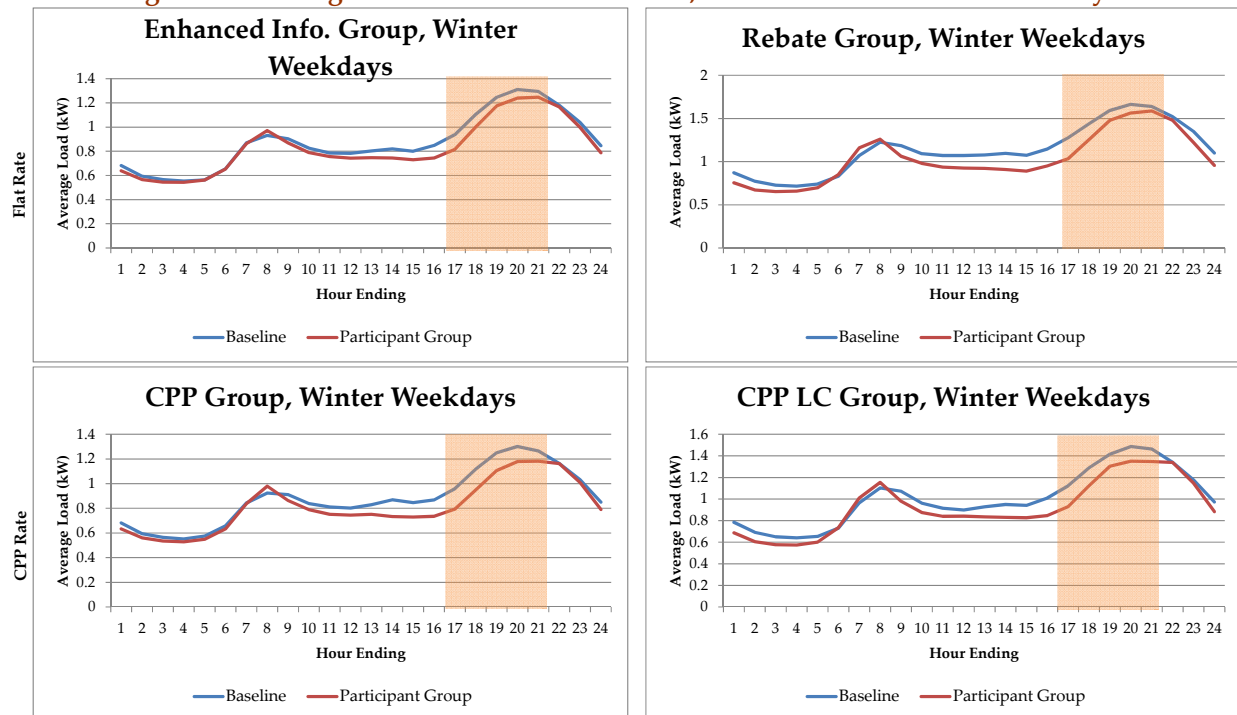 Flat Rate
Enhanced Info. Group, Winter
Weekdays
Average Load (kW)
1.4
1.2
1
0.8
0.6
0.4
0.2
0
1 2 3 4 5 6 7 8 9 10 11 12 13 14 15 16 17 18 19 20 21 22 23 24
Hour Ending
Baseline Participant Group
Rebate Group, Winter Weekdays
Average Load (kW)
2
1.5
1
0.5
0
1 2 3 4 5 6 7 8 9 10 11 12 13 14 15 16 17 18 19 20 21 22 23 24
Hour Ending
Baseline Participant Group
CPP Rate
CPP Group, Winter Weekdays
Average Load (kW)
1.4
1.2
1
0.8
0.6
0.4
0.2
0
1 2 3 4 5 6 7 8 9 10 11 12 13 14 15 16 17 18 19 20 21 22 23 24
Hour Ending
Baseline Participant Group
CPP LC Group, Winter Weekdays
Average Load (kW)
1.6
1.4
1.2
1
0.8
0.6
0.4
0.2
0
1 2 3 4 5 6 7 8 9 10 11 12 13 14 15 16 17 18 19 20 21 22 23 24
Hour Ending
Baseline Participant Group